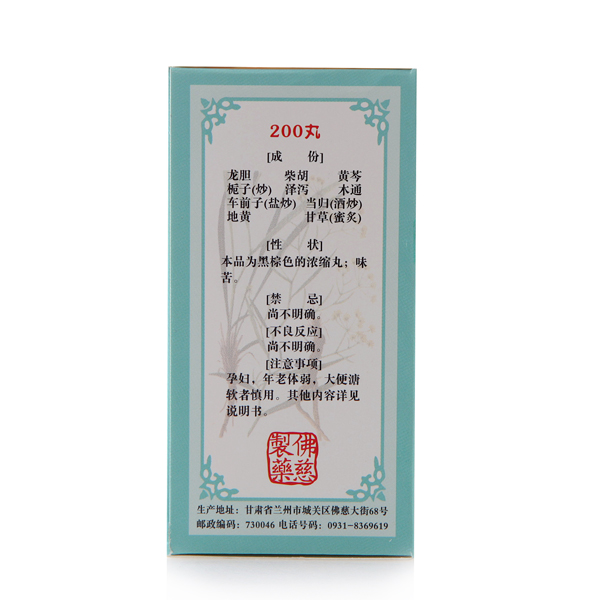 200丸
[成 份]
龙胆 柴胡 黄芩
栀子(炒) 泽泻 木通
车前子(盐炒) 当归(酒炒)
地黄 甘草(蜜炙)
[性 状]
本品为黑棕色的浓缩丸；味
苦。
[禁 忌]
尚不明确。
[不良反应]
尚不明确。
[注意事项]
孕妇，年老体弱，大便溏
软者慎用。其他内容详见
说明书。
佛慈
製藥
生产地址：甘肃省兰州市城关区佛慈大街68号
邮政编码：730046 电话号码：0931-8369619